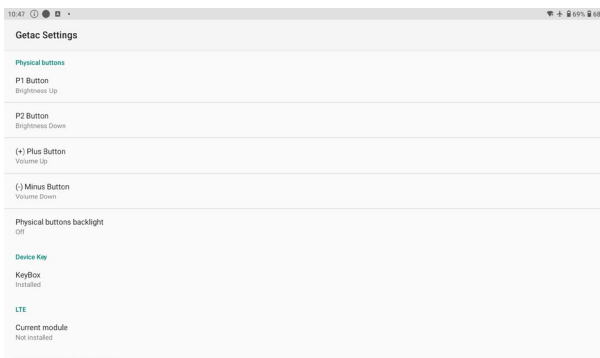 10:47
69% 68
Getac Settings
Physical buttons
P1 Button
Brightness Up
P2 Button
Brightness Down
(+) Plus Button
Volume Up
(-) Minus Button
Volume Down
Physical buttons backlight
Off
Device Key
KeyBox
Installed
LTE
Current module
Not installed